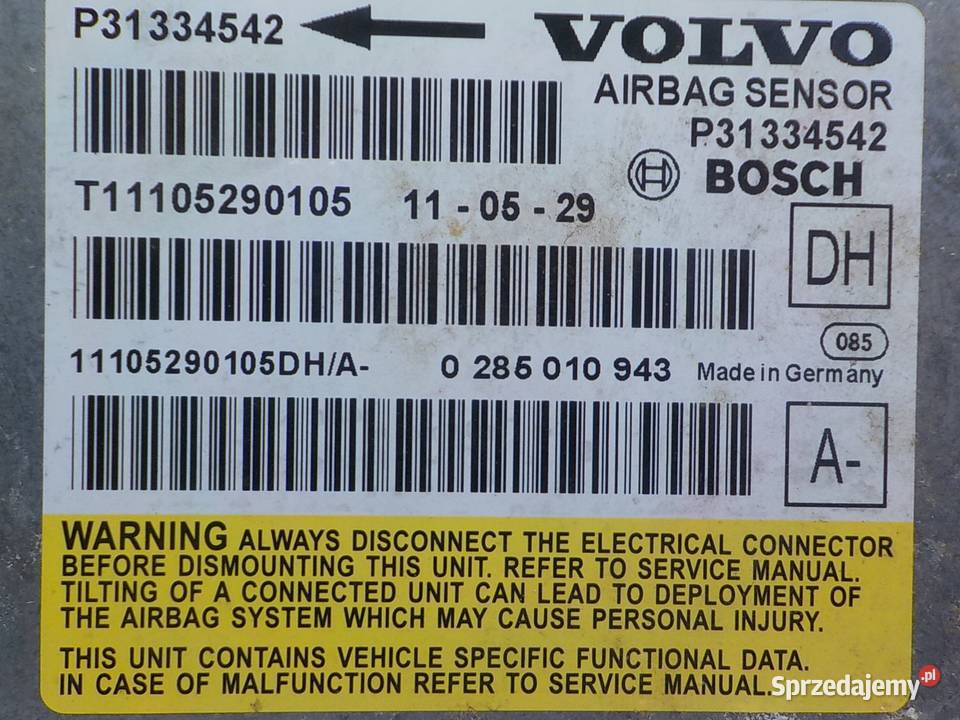 P31334542
VOLVO
AIRBAG SENSOR
P31334542
BOSCH
T11105290105 11 - 05 - 29
DH
085
11105290105DH/A- 0 285 010 943 Made in Germany
A-
WARNING ALWAYS DISCONNECT THE ELECTRICAL CONNECTOR
BEFORE DISMOUNTING THIS UNIT. REFER TO SERVICE MANUAL.
TILTING OF A CONNECTED UNIT CAN LEAD TO DEPLOYMENT OF
THE AIRBAG SYSTEM WHICH MAY CAUSE PERSONAL INJURY.
THIS UNIT CONTAINS VEHICLE SPECIFIC FUNCTIONAL DATA.
IN CASE OF MALFUNCTION REFER TO SERVICE MANUAL.
Sprzedajemy.pl